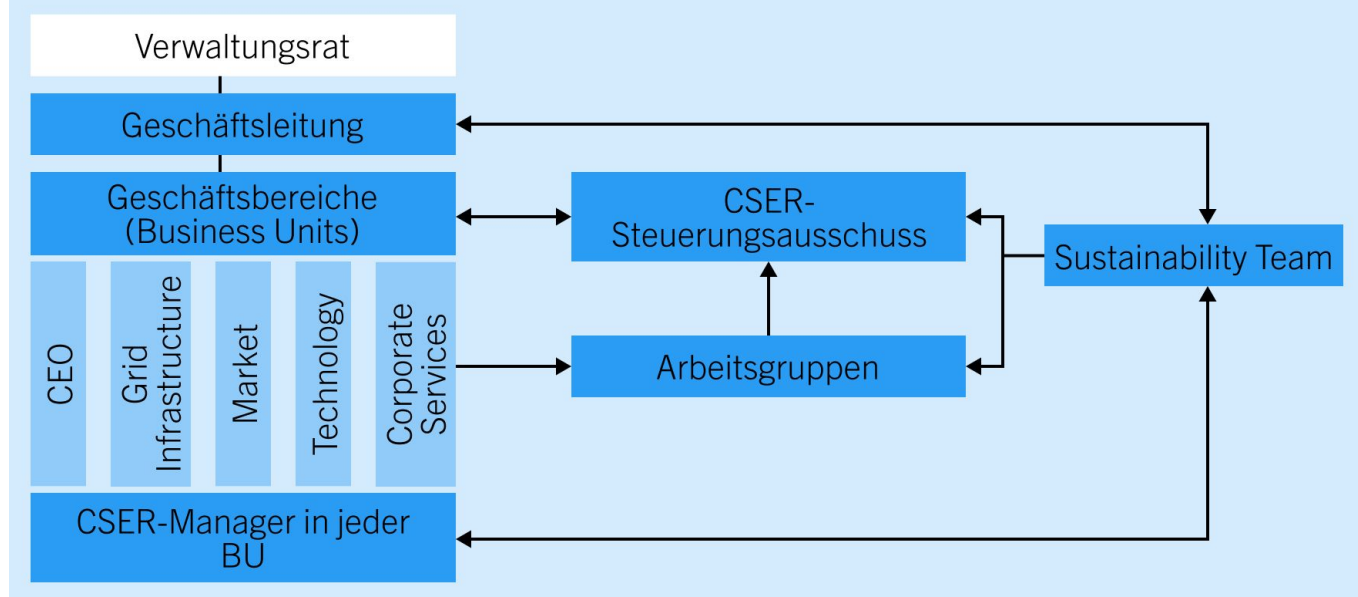 Verwaltungsrat
Geschäftsleitung
Geschäftsbereiche
(Business Units)
CEO
Grid
Infrastructure
Market
Technology
Corporate
Services
CSER-Manager in jeder
BU
CSER-
Steuerungsausschuss
Arbeitsgruppen
Sustainability Team